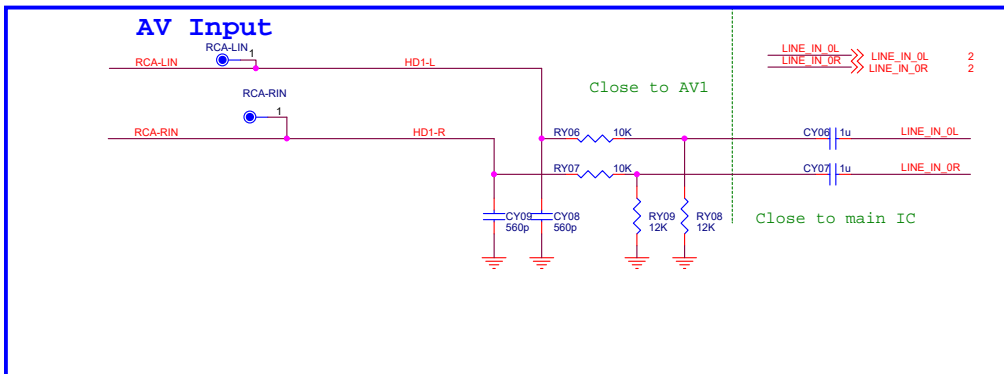 AV Input
RCA-LIN
1
RCA-LIN
HD1-L
LINE_IN_0L
LINE_IN_0R
LINE_IN_0L 2
LINE_IN_0R 2
Close to AV1
RCA-RIN
1
RCA-RIN
HD1-R
RY06 10K
CY06 1u
LINE_IN_0L
RY07 10K
CY07 1u
LINE_IN_0R
CY09
560p
CY08
560p
RY09
12K
RY08
12K
Close to main IC